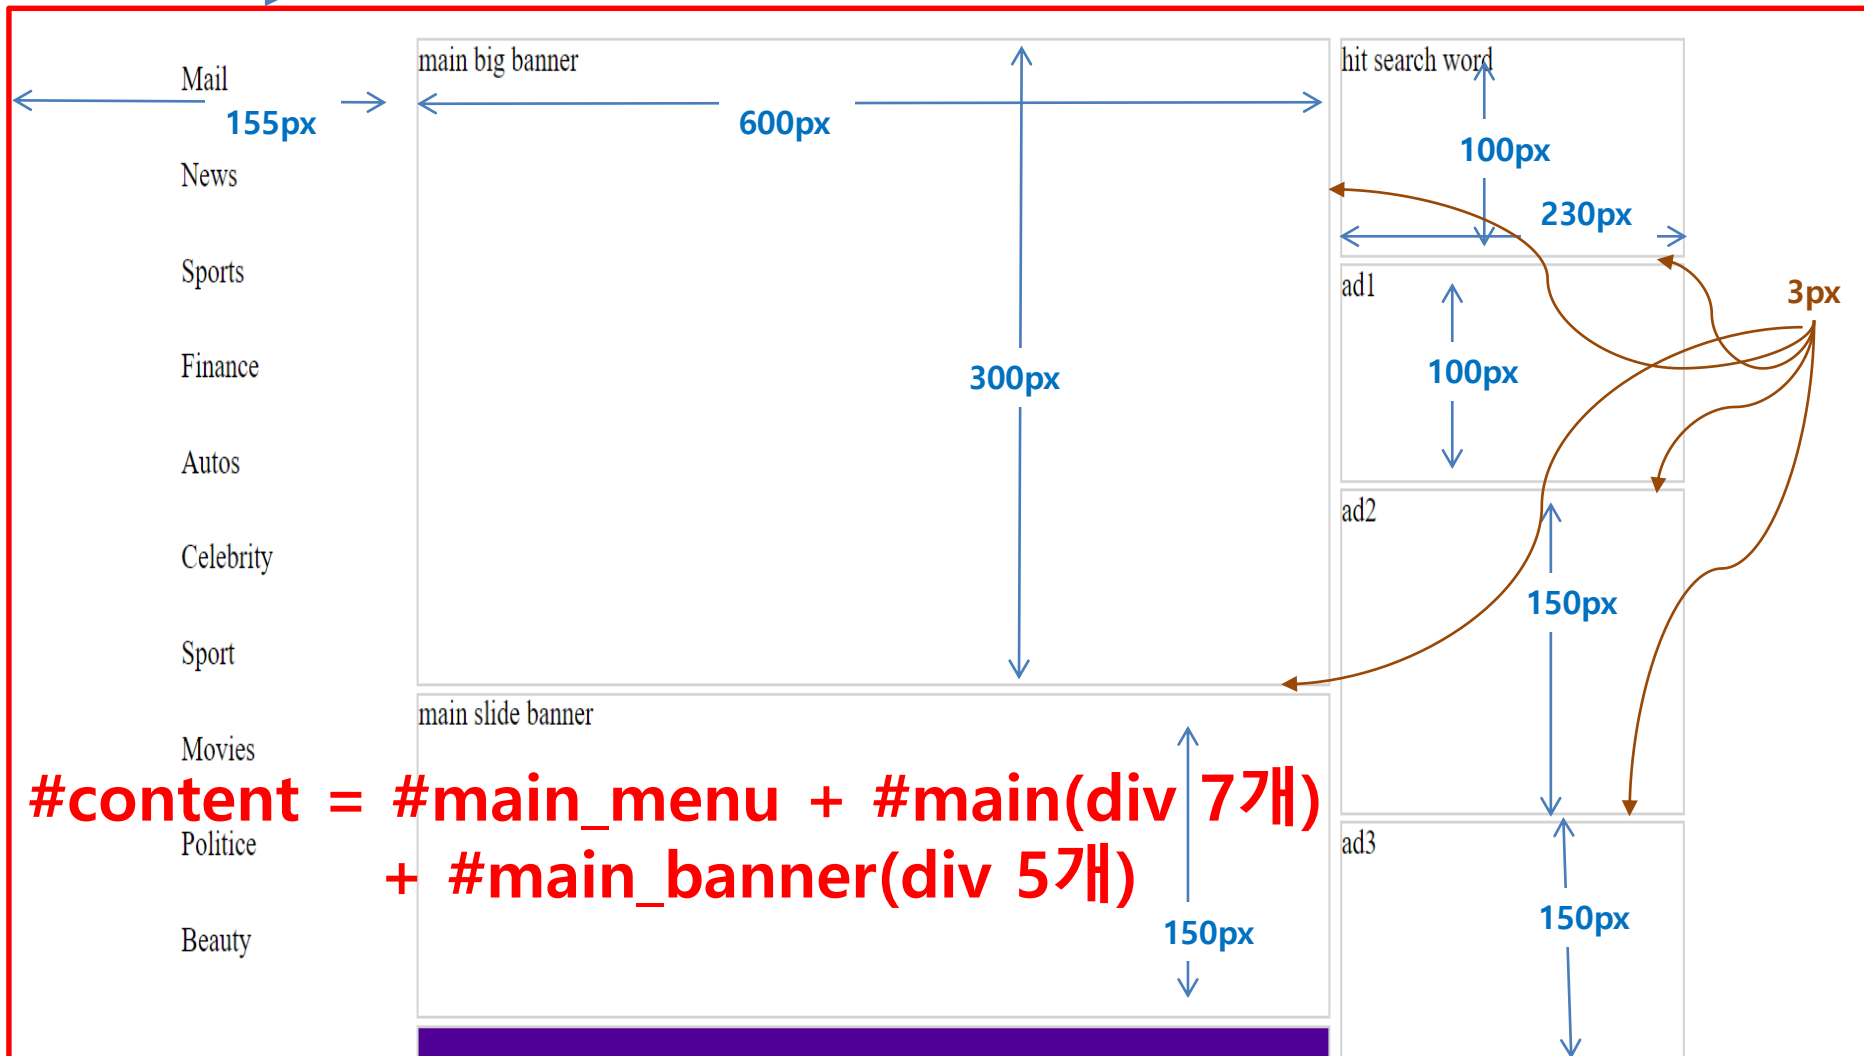 Mail
155px
News
Sports
Finance
Autos
Celebrity
Sport
Movies
Politice
Beauty
main big banner
600px
300px
main slide banner
150px
#content = #main_menu + #main(div 7개)
+ #main_banner(div 5개)
hit search word
100px
230px
ad1
100px
ad2
150px
ad3
150px
3px